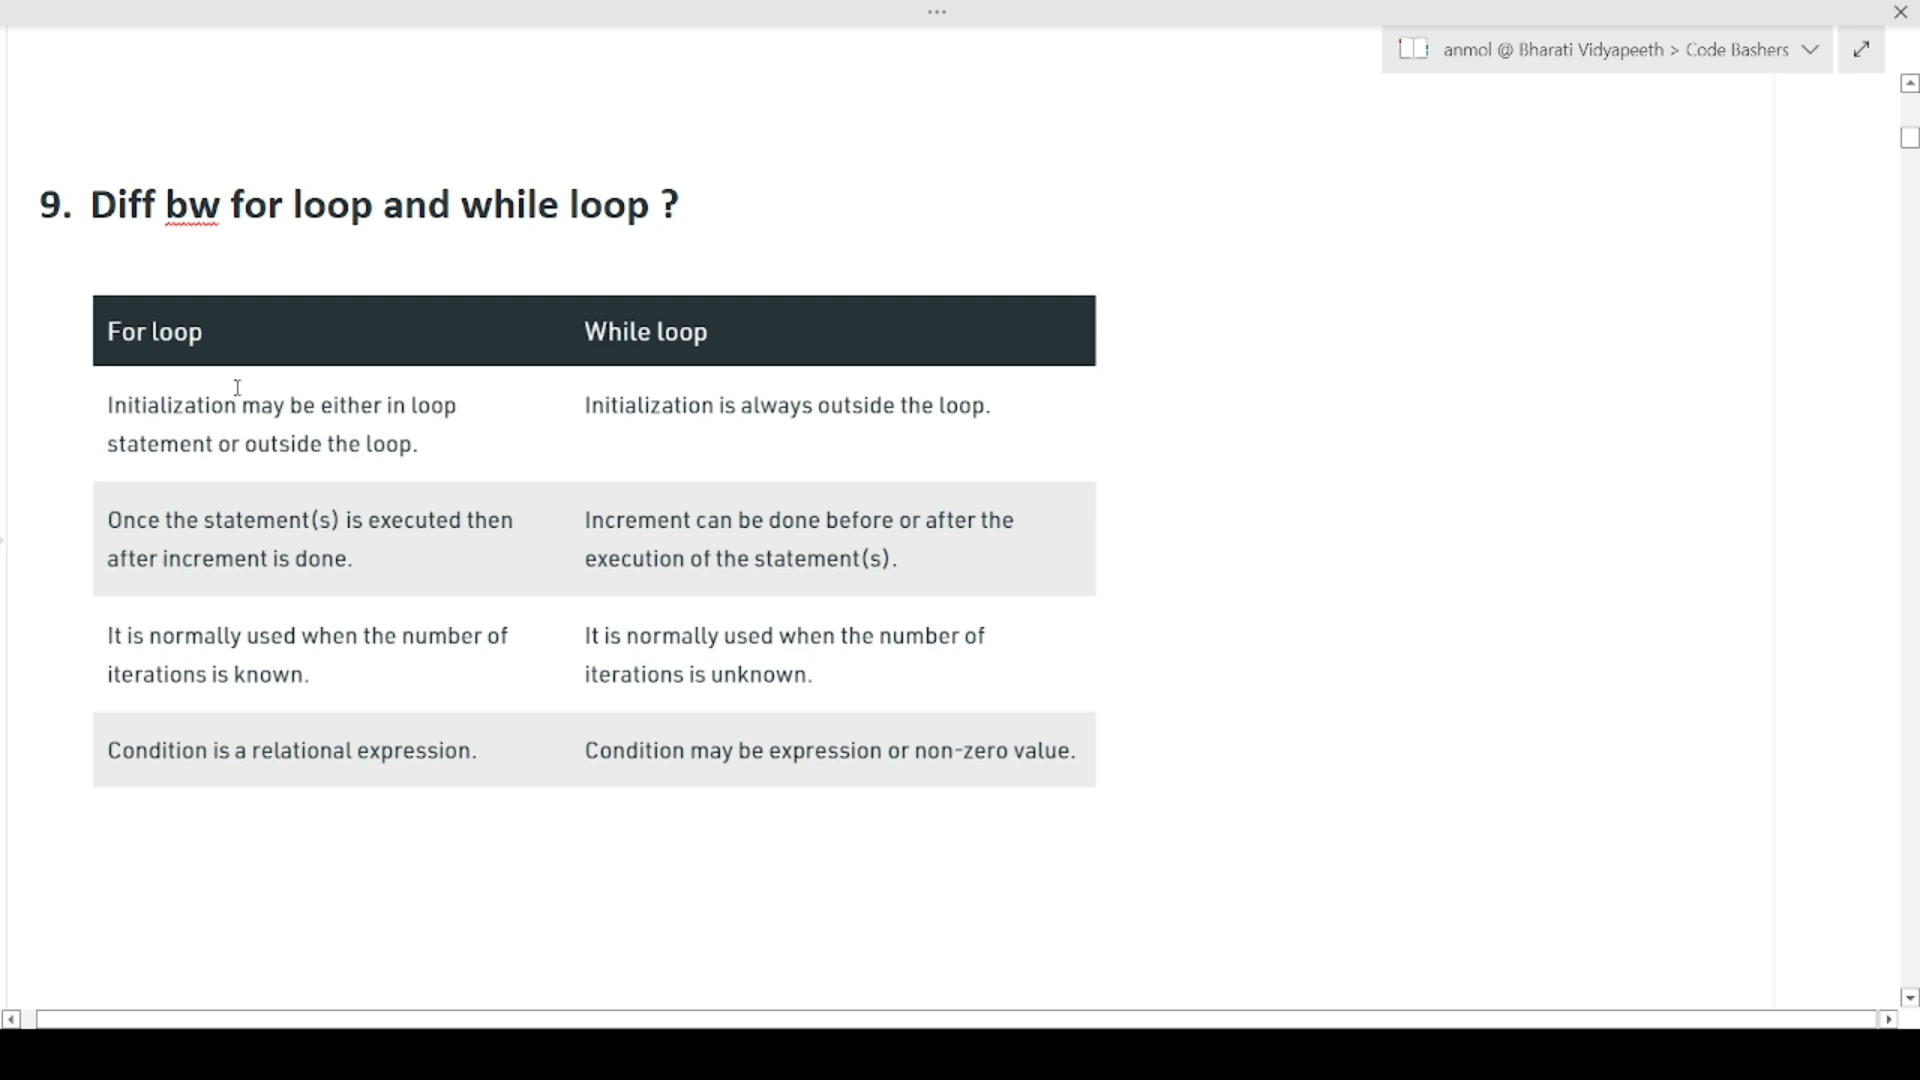 anmol @ Bharati Vidyapeeth > Code Bashers
9. Diff bw for loop and while loop ?
For loop While loop
Initialization may be either in loop
statement or outside the loop.
Initialization is always outside the loop.
Once the statement(s) is executed then
after increment is done.
Increment can be done before or after the
execution of the statement(s).
It is normally used when the number of
iterations is known.
It is normally used when the number of
iterations is unknown.
Condition is a relational expression.
Condition may be expression or non-zero value.